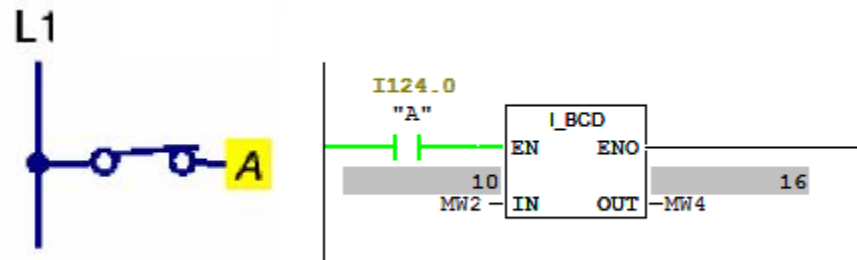 L1
A
I124.0
"A"
I_BCD
EN ENO
10 16
MW2 IN OUT MW4